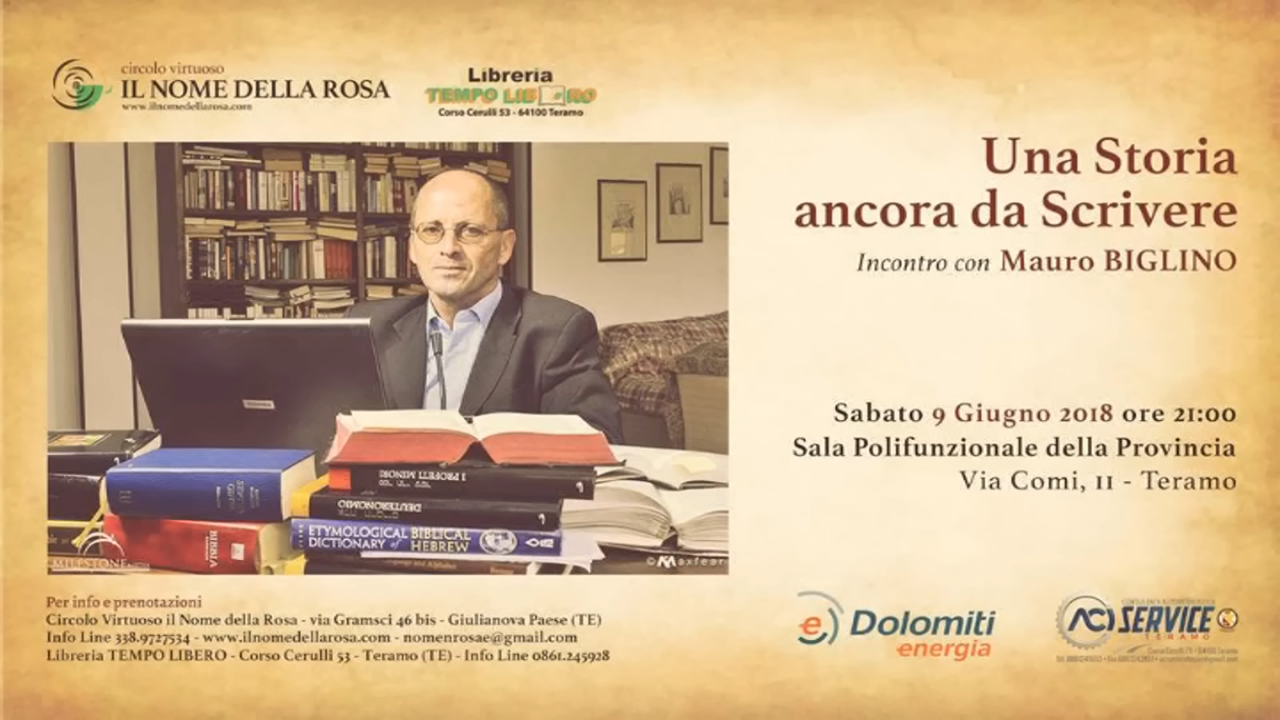 circolo virtuoso
IL NOME DELLA ROSA
www.ilnomedellarosa.com
Libreria
TEMPO LIBERO
Corso Cerulli 53 - 64100 Teramo
Una Storia
ancora da Scrivere
Incontro con Mauro BIGLINO
Sabato 9 Giugno 2018 ore 21:00
Sala Polifunzionale della Provincia
Via Comi, 11 - Teramo
I PROFETI MINORI
DEUTERONOMIO
ETYMOLOGICAL BIBLICAL
DICTIONARY of HEBREW
BIBBIA
MILESTONE
© Maxfear
Per info e prenotazioni
Circolo Virtuoso il Nome della Rosa - via Gramsci 46 bis - Giulianova Paese (TE)
Info Line 338.9727534 - www.ilnomedellarosa.com - nomenrosae@gmail.com
Libreria TEMPO LIBERO - Corso Cerulli 53 - Teramo (TE) - Info Line 0861.245928
Dolomiti
energia
ACI SERVICE
TERAMO